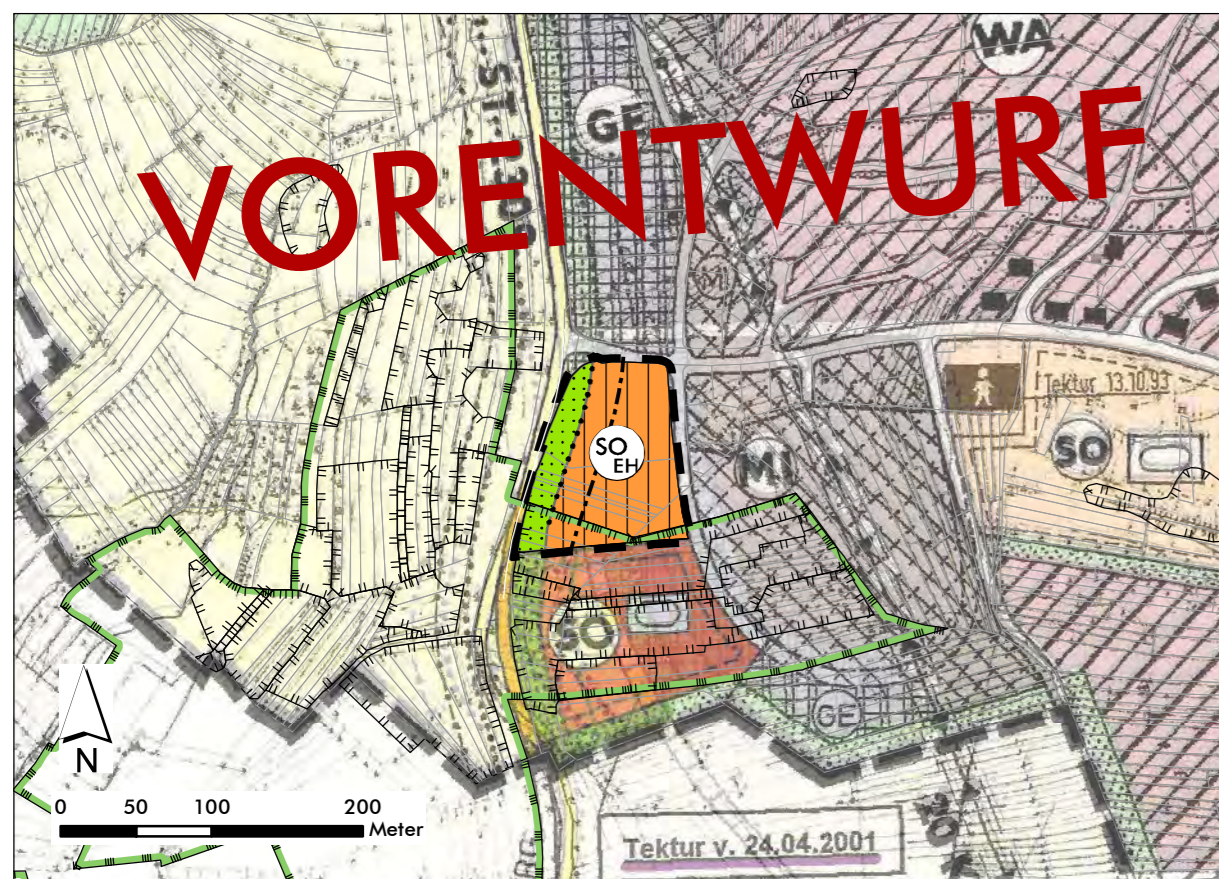 WA
GE
VORENTWURF
M
Tektur 13.10.93
SO
EH
MI
SO
SO
GE
N
0 50 100 200
Meter
Tektur v. 24.04.2001